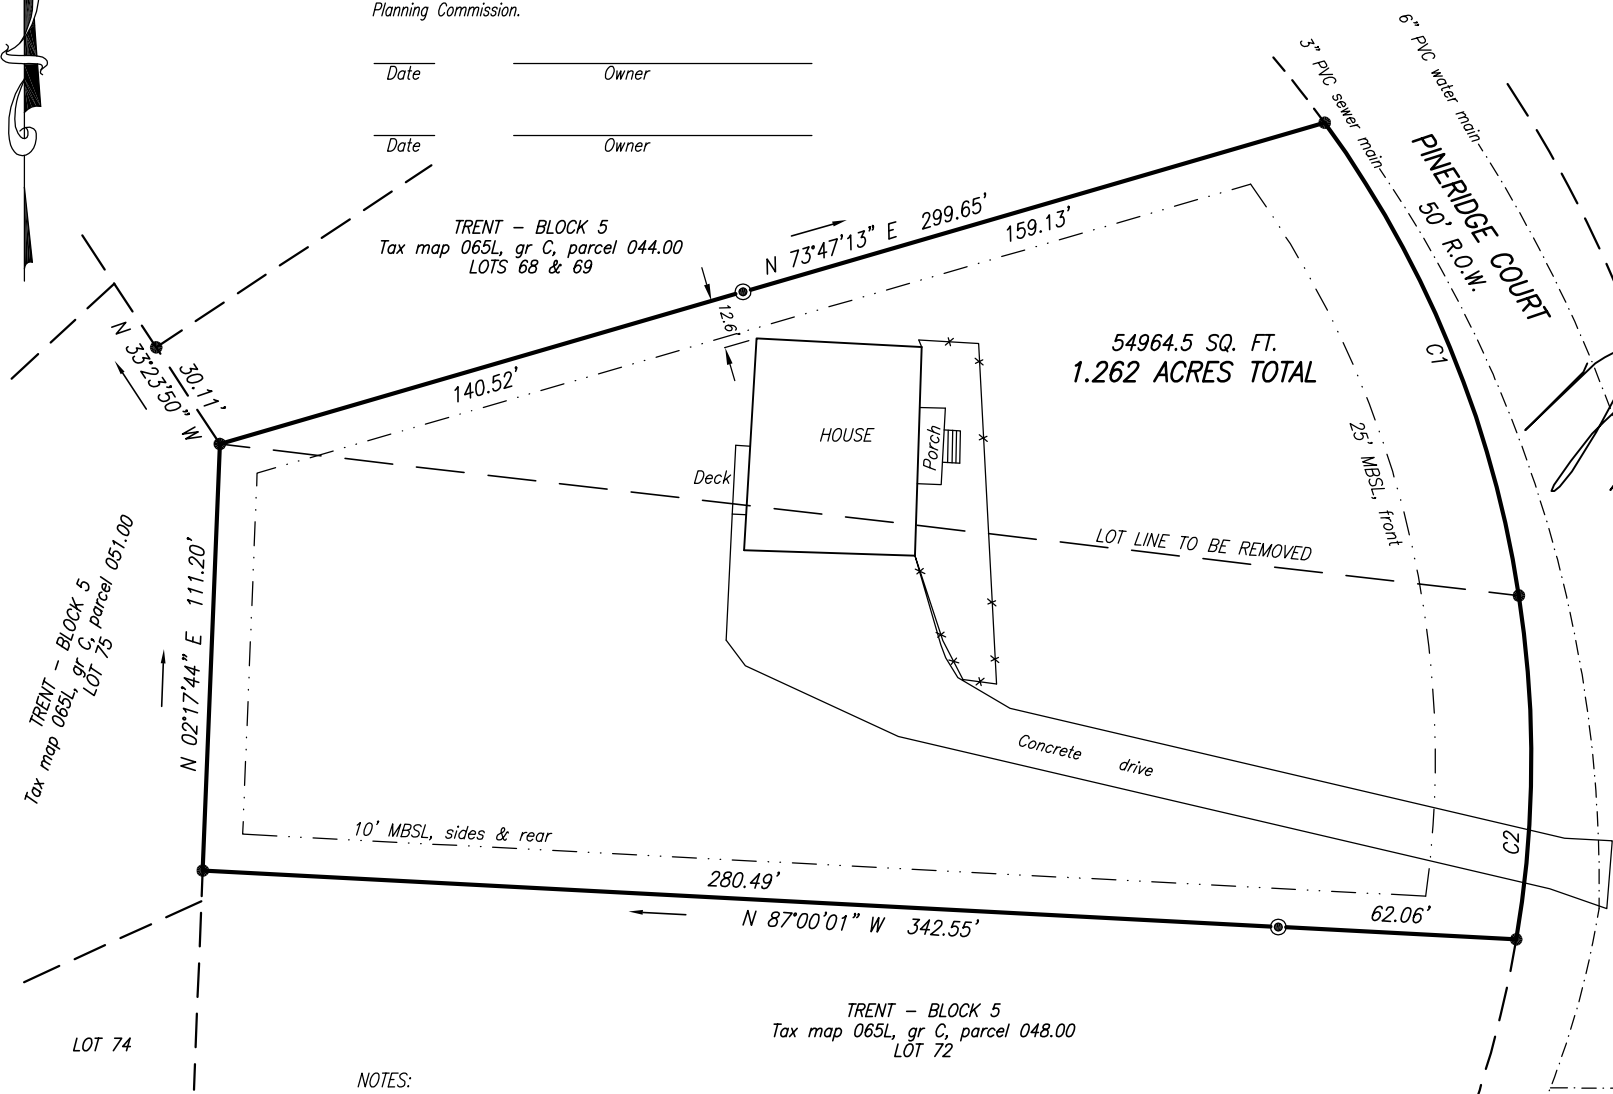 Planning Commission.
Date
Owner
Date
Owner
6" PVC water main
3" PVC sewer main
PINERIDGE COURT
50' R.O.W.
TRENT - BLOCK 5
Tax map 065L, gr C, parcel 044.00
LOTS 68 & 69
N 73°47'13" E 299.65'
159.13'
12.6'
140.52'
N 33°23'50" W
30.11'
54964.5 SQ. FT.
1.262 ACRES TOTAL
C1
25' MBSL, front
HOUSE
Porch
Deck
LOT LINE TO BE REMOVED
TRENT - BLOCK 5
Tax map 065L, gr C, parcel 051.00
LOT 75
N 02°17'44" E 111.20'
Concrete drive
10' MBSL, sides & rear
C2
280.49'
62.06'
N 87°00'01" W 342.55'
TRENT - BLOCK 5
Tax map 065L, gr C, parcel 048.00
LOT 72
LOT 74
NOTES: